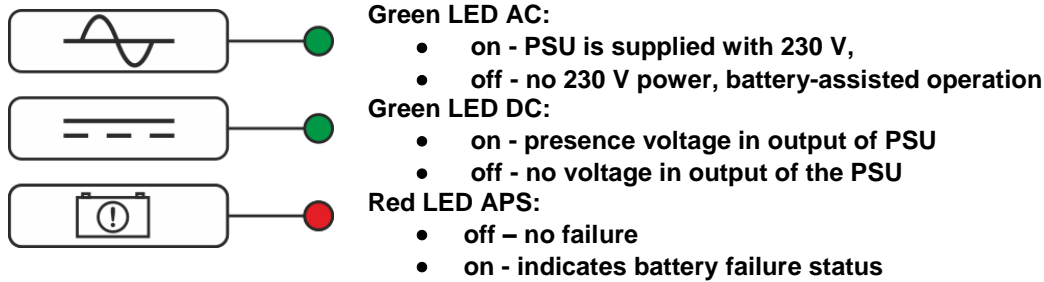 Green LED AC:
• on - PSU is supplied with 230 V,
• off - no 230 V power, battery-assisted operation
Green LED DC:
• on - presence voltage in output of PSU
• off - no voltage in output of the PSU
Red LED APS:
• off – no failure
• on - indicates battery failure status